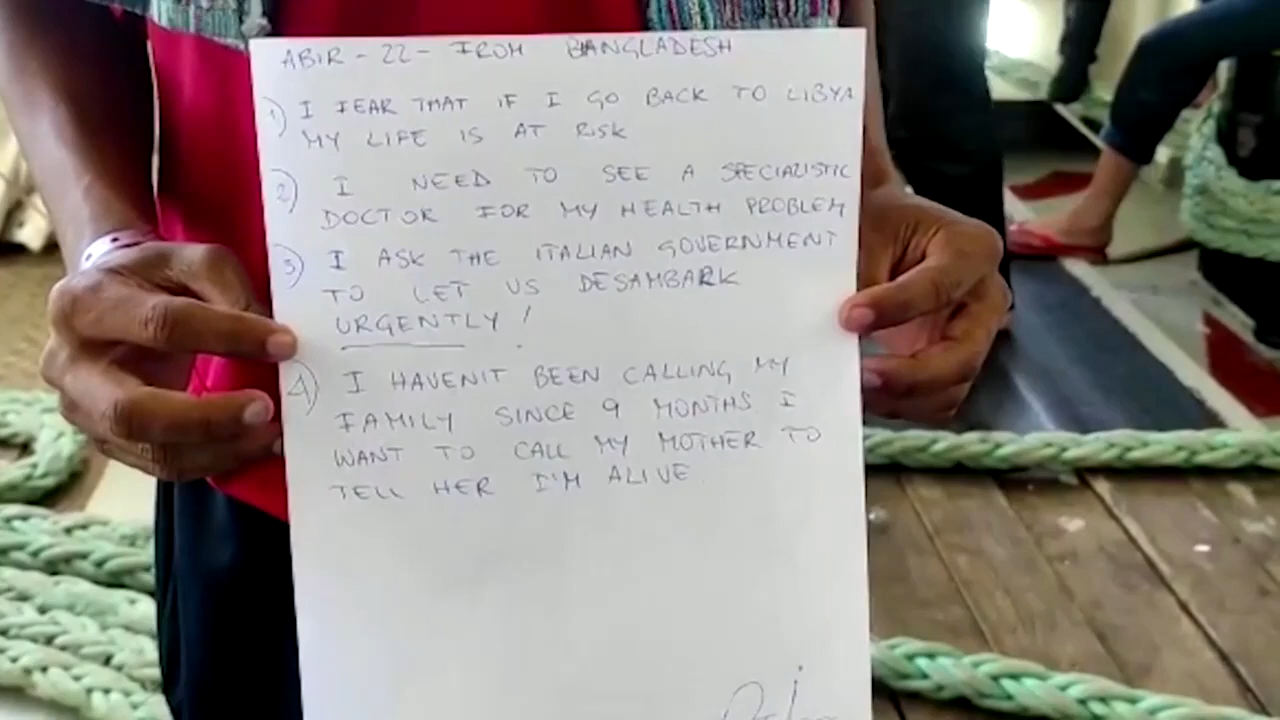 ABIR - 22 - FROM BANGLADESH
1) I FEAR THAT IF I GO BACK TO LIBYA
MY LIFE IS AT RISK
2) I NEED TO SEE A SPECIALISTIC
DOCTOR FOR MY HEALTH PROBLEM
3) I ASK THE ITALIAN GOVERNMENT
TO LET US DESAMBARK
URGENTLY !
4) I HAVEN'T BEEN CALLING MY
FAMILY SINCE 9 MONTHS I
WANT TO CALL MY MOTHER TO
TELL HER I'M ALIVE